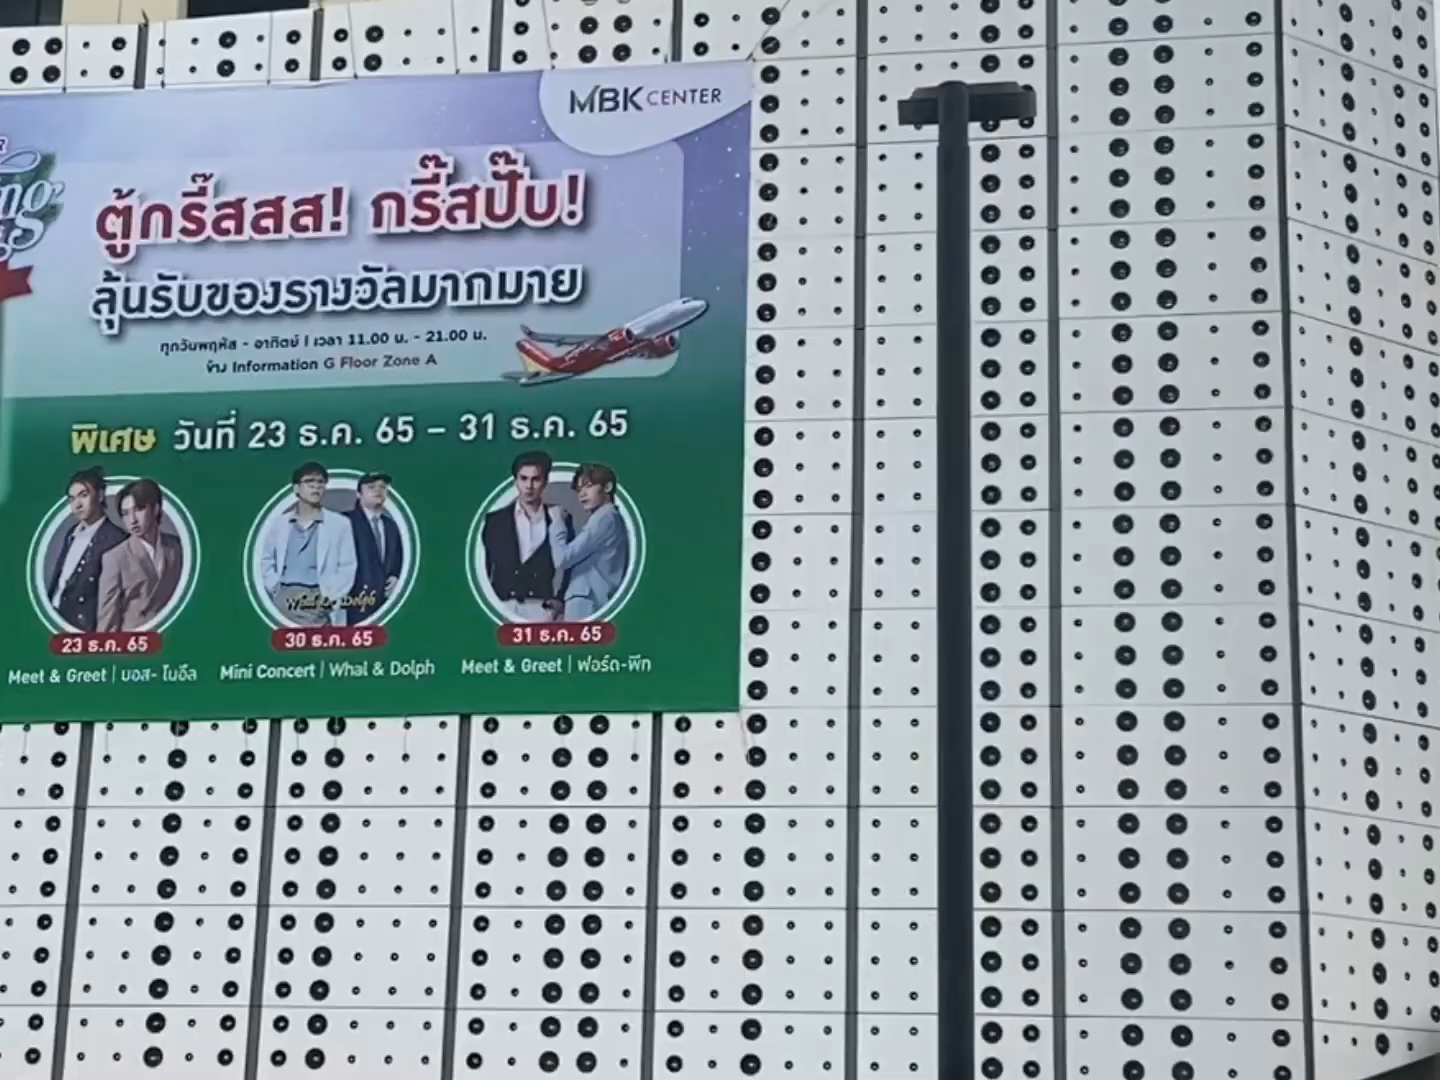 MBK CENTER
ตู้กรี๊สสส! กรี๊สปั๊บ!
ลุ้นรับของรางวัลมากมาย
ทุกวันพฤหัส - อาทิตย์ | เวลา 11.00 น. - 21.00 น.
ข้าง Information G Floor Zone A
พิเศษ วันที่ 23 ธ.ค. 65 – 31 ธ.ค. 65
Whal & Dolph
23 ธ.ค. 65
30 ธ.ค. 65
31 ธ.ค. 65
Meet & Greet | บอส- โนอึล
Mini Concert | Whal & Dolph
Meet & Greet | ฟอร์ด-พีท